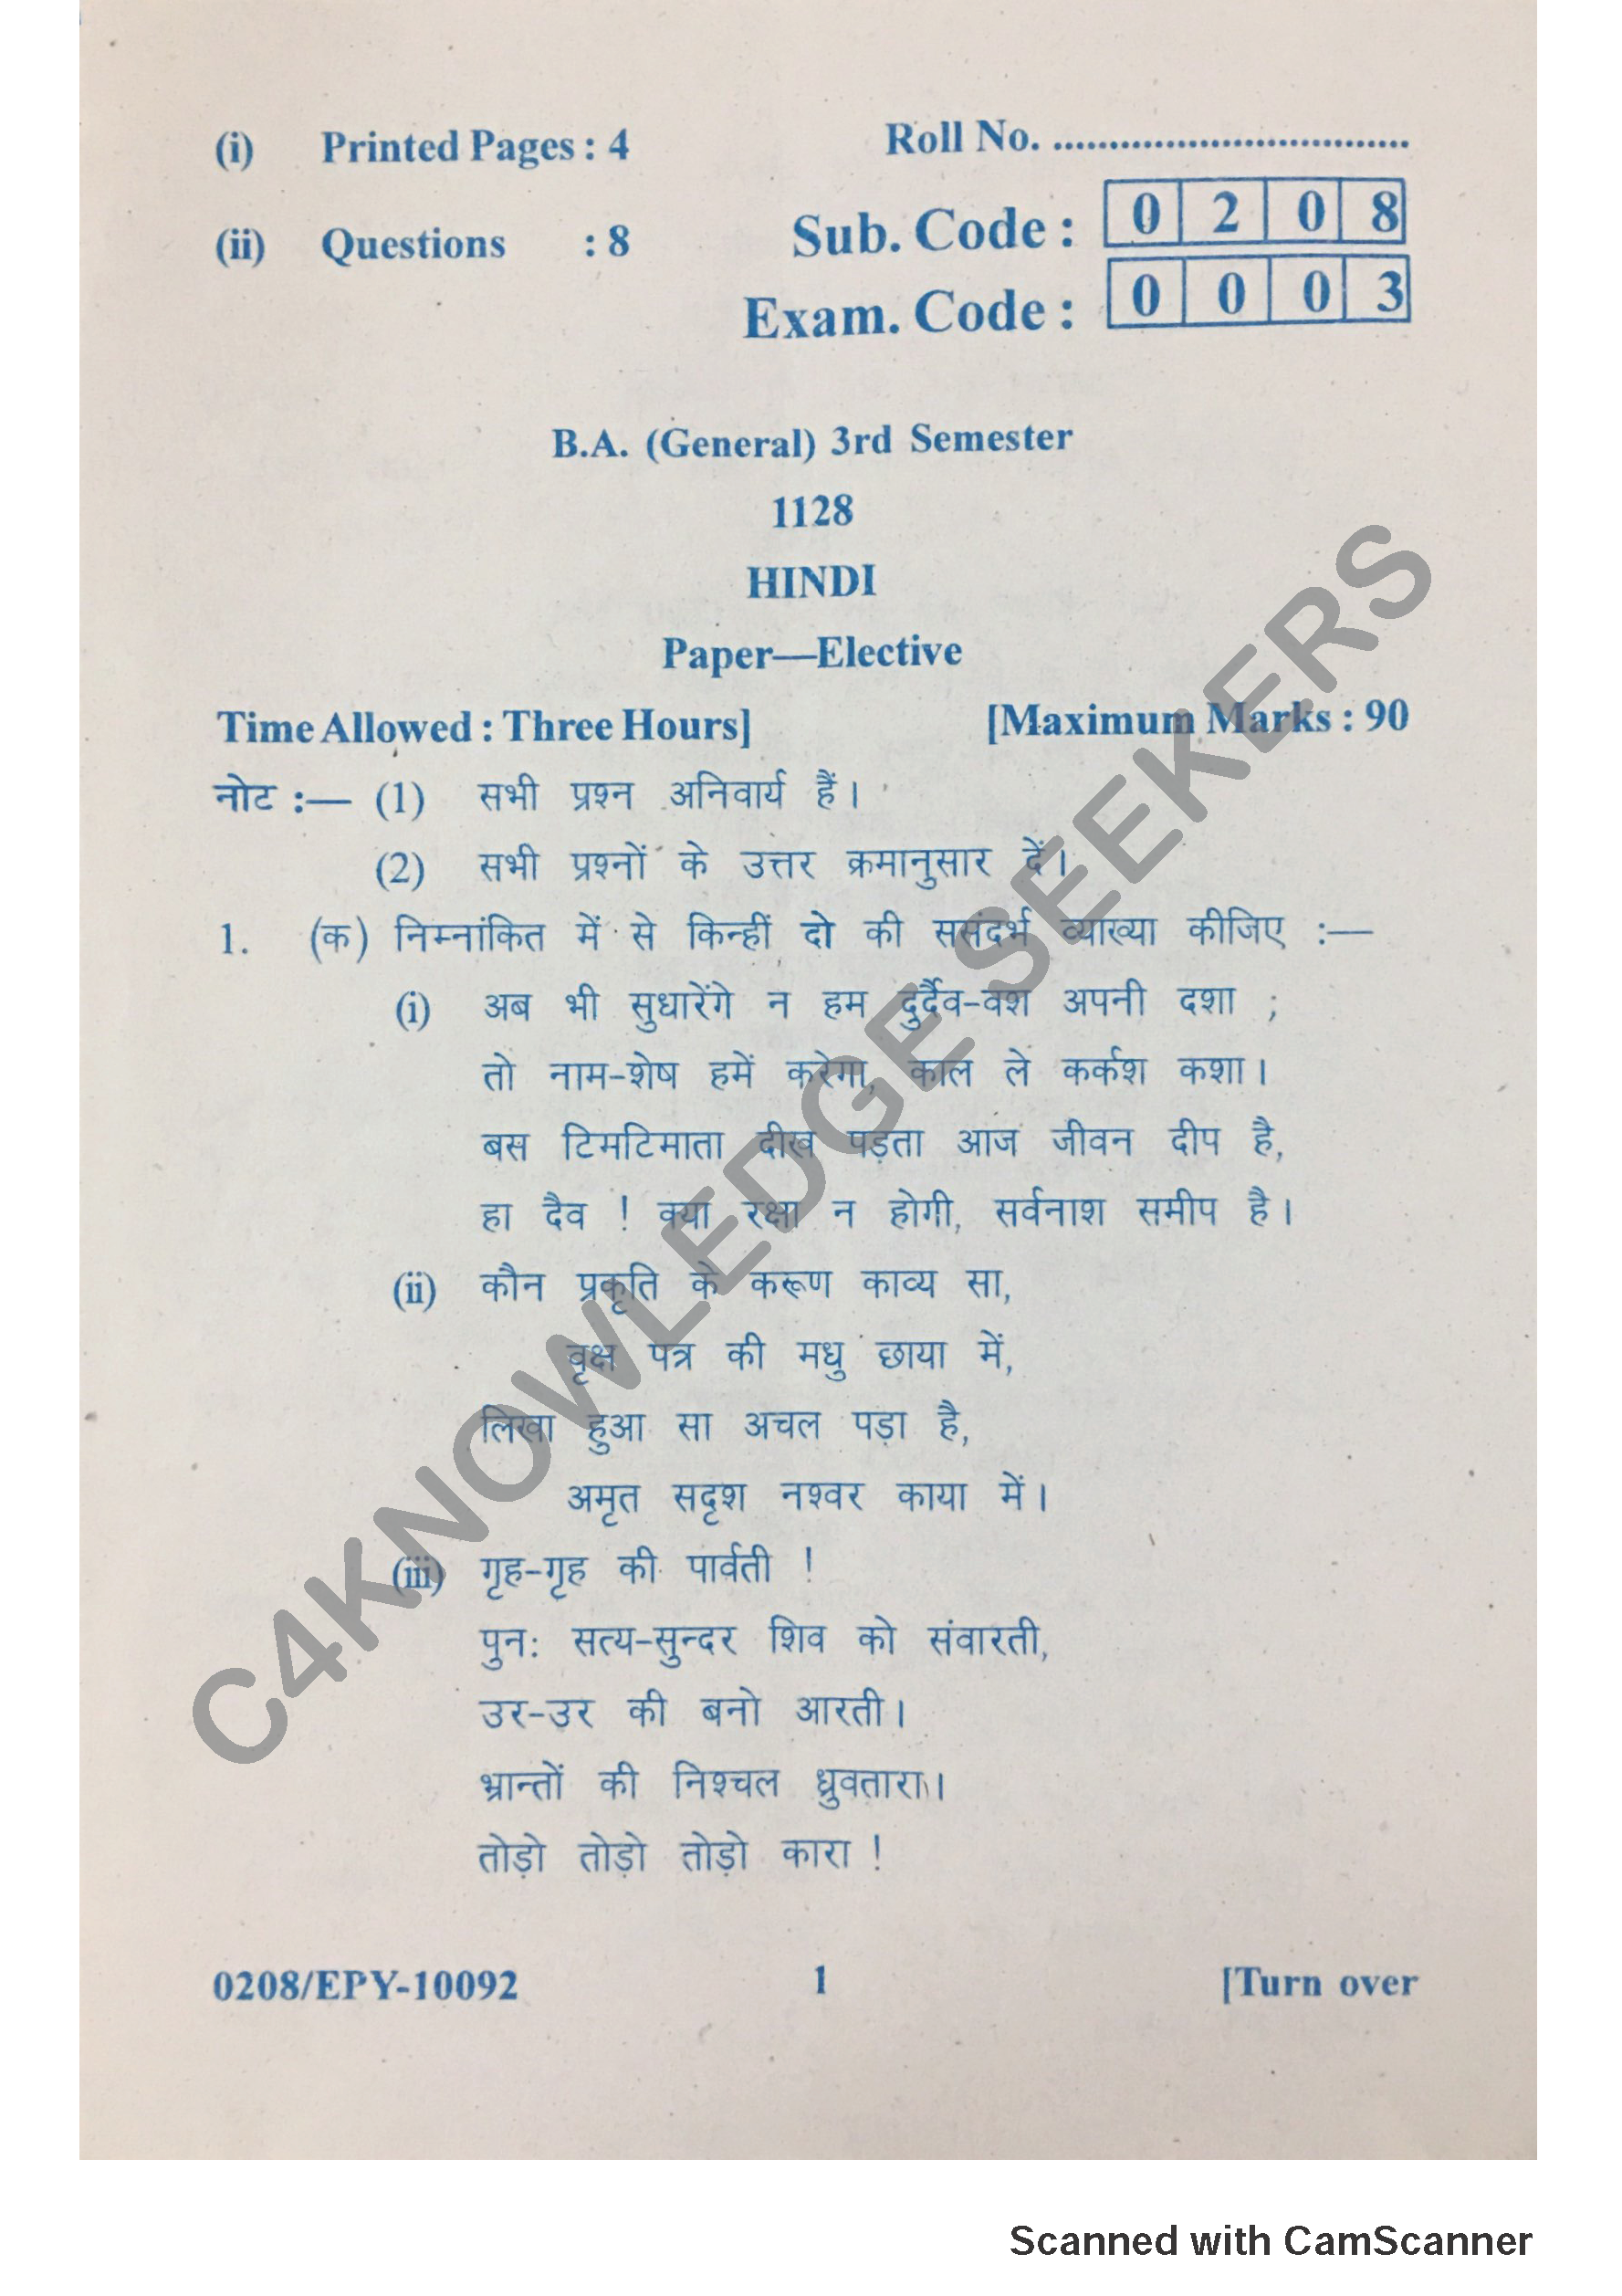 (i) Printed Pages : 4 Roll No. ..................................
(ii) Questions : 8 Sub. Code : 0 2 0 8
Exam. Code : 0 0 0 3
B.A. (General) 3rd Semester
1128
HINDI
Paper—Elective
Time Allowed : Three Hours] [Maximum Marks : 90
नोट :— (1) सभी प्रश्न अनिवार्य हैं।
(2) सभी प्रश्नों के उत्तर क्रमानुसार दें।
1. (क) निम्नांकित में से किन्हीं दो की ससंदर्भ व्याख्या कीजिए :—
(i) अब भी सुधारेंगे न हम दुर्दैव-वश अपनी दशा ;
तो नाम-शेष हमें करेगा, काल ले कर्कश कशा।
बस टिमटिमाता दीख पड़ता आज जीवन दीप है,
हा दैव ! क्या रक्षा न होगी, सर्वनाश समीप है।
(ii) कौन प्रकृति के करूण काव्य सा,
वृक्ष पत्र की मधु छाया में,
लिखा हुआ सा अचल पड़ा है,
अमृत सदृश नश्वर काया में।
(iii) गृह-गृह की पार्वती !
पुनः सत्य-सुन्दर शिव को संवारती,
उर-उर की बनो आरती।
भ्रान्तों की निश्चल ध्रुवतारा।
तोड़ो तोड़ो तोड़ो कारा !
0208/EPY-10092 1 [Turn over
C4KNOWLEDGE SEEKERS
Scanned with CamScanner